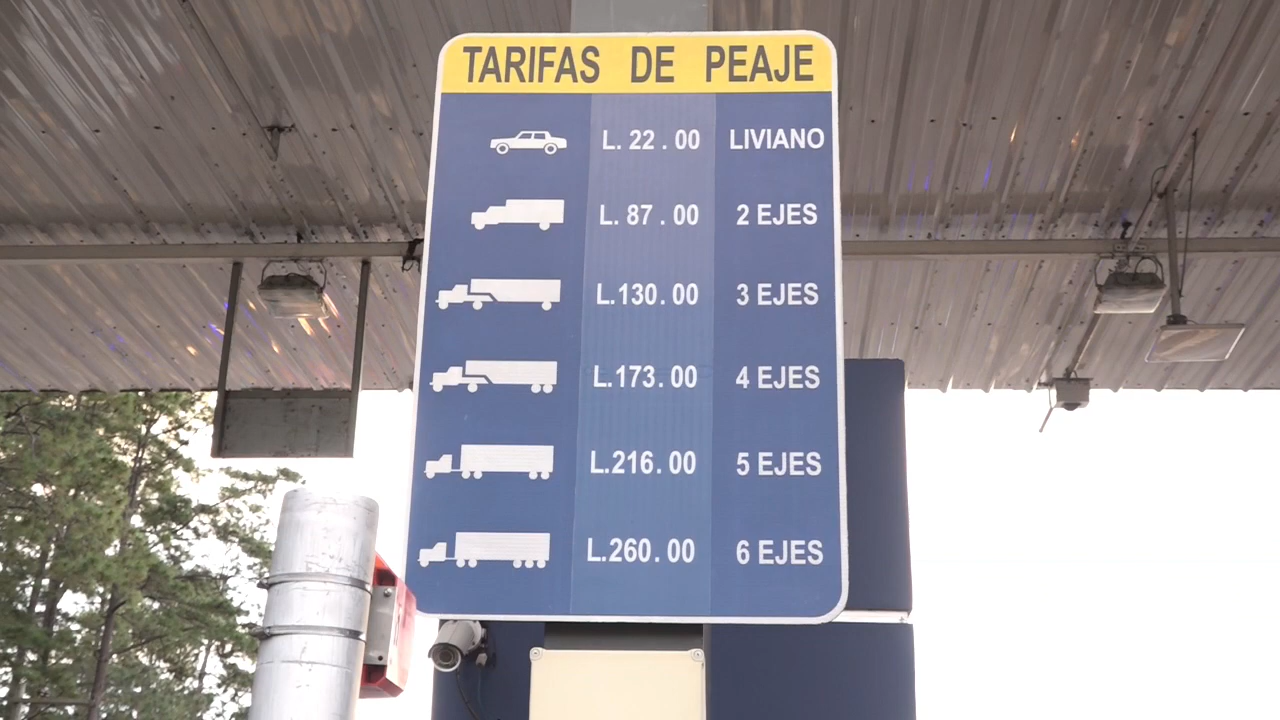 TARIFAS DE PEAJE
L. 22 . 00 LIVIANO
L. 87 . 00 2 EJES
L.130. 00 3 EJES
L.173. 00 4 EJES
L.216. 00 5 EJES
L.260. 00 6 EJES